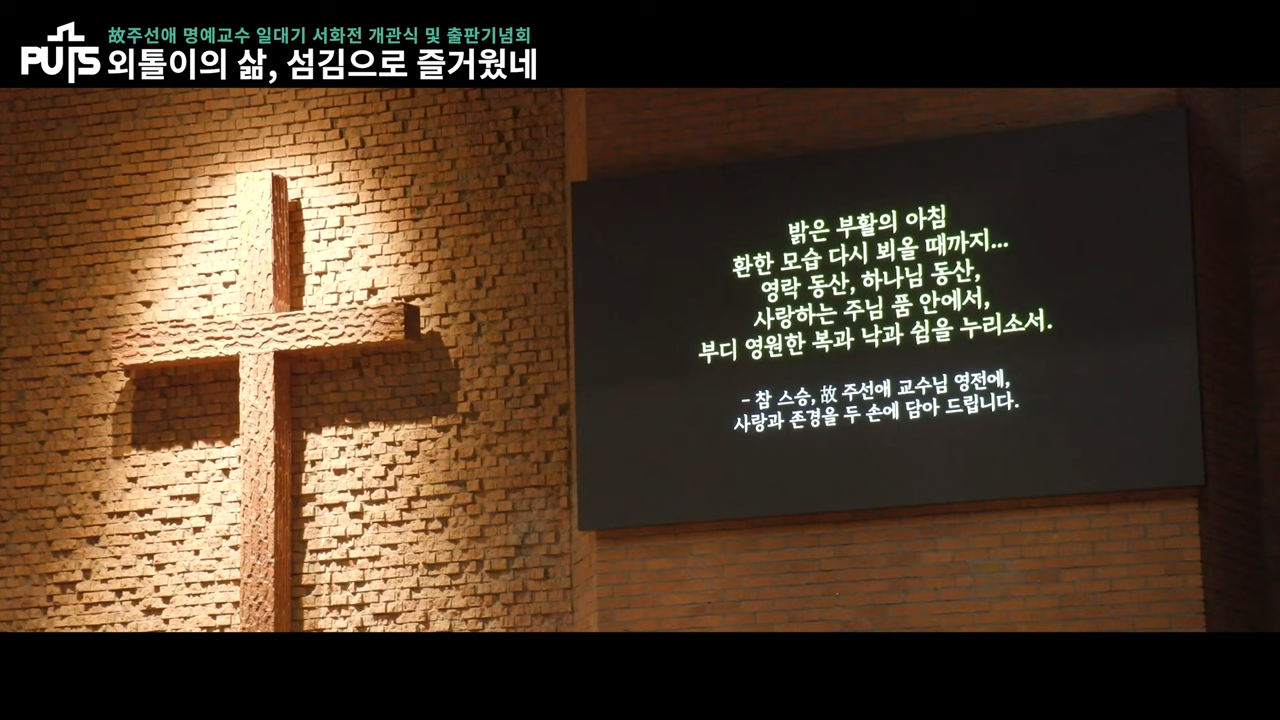 故주선애 명예교수 일대기 서화전 개관식 및 출판기념회
PUTS 외톨이의 삶, 섬김으로 즐거웠네
밝은 부활의 아침
환한 모습 다시 뵈올 때까지...
영락 동산, 하나님 동산,
사랑하는 주님 품 안에서,
부디 영원한 복과 낙과 쉼을 누리소서.
- 참 스승, 故 주선애 교수님 영전에,
사랑과 존경을 두 손에 담아 드립니다.